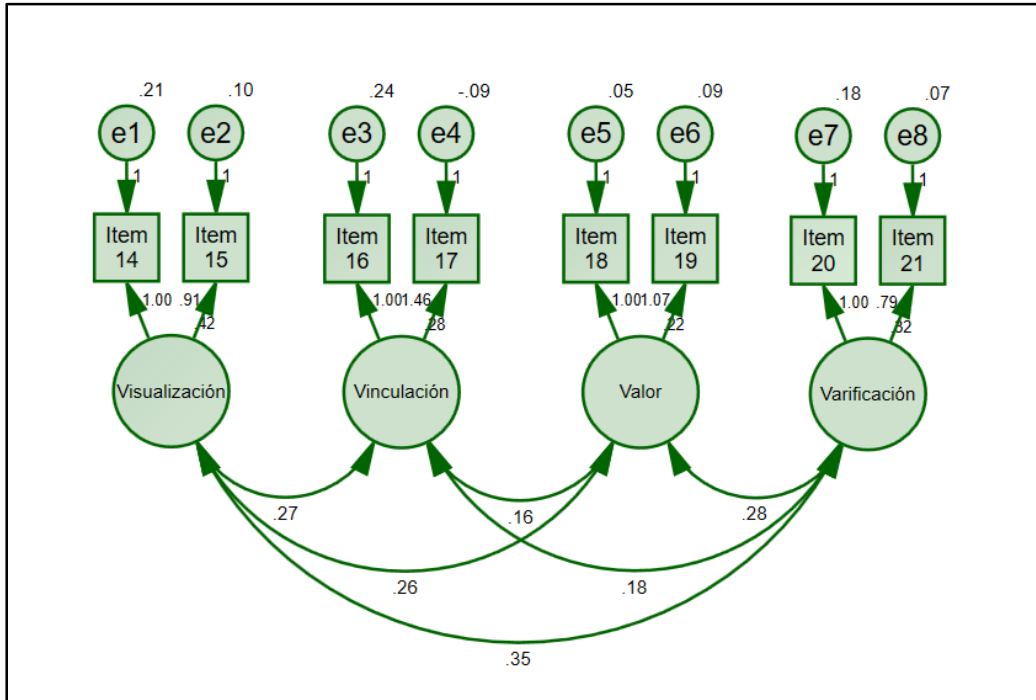 .21 .10 .24 -.09 .05 .09 .18 .07
e1 e2 e3 e4 e5 e6 e7 e8
1 1 1 1 1 1 1 1
Item Item Item Item Item Item Item Item
14 15 16 17 18 19 20 21
1.00 .91 1.00 1.46 1.00 1.07 1.00 .79
.42 .28 .22 .32
Visualización Vinculación Valor Varificación
.27 .16 .28
.26 .18
.35